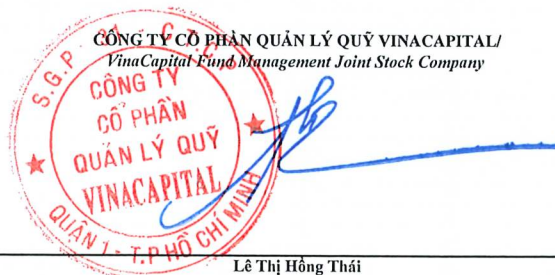 CÔNG TY CỔ PHẦN QUẢN LÝ QUỸ VINACAPITAL/
VinaCapital Fund Management Joint Stock Company
CÔNG TY
CỔ PHẦN
QUẢN LÝ QUỸ
VINACAPITAL
QUẬN 1 - T.P HỒ CHÍ MINH
Lê Thị Hồng Thái